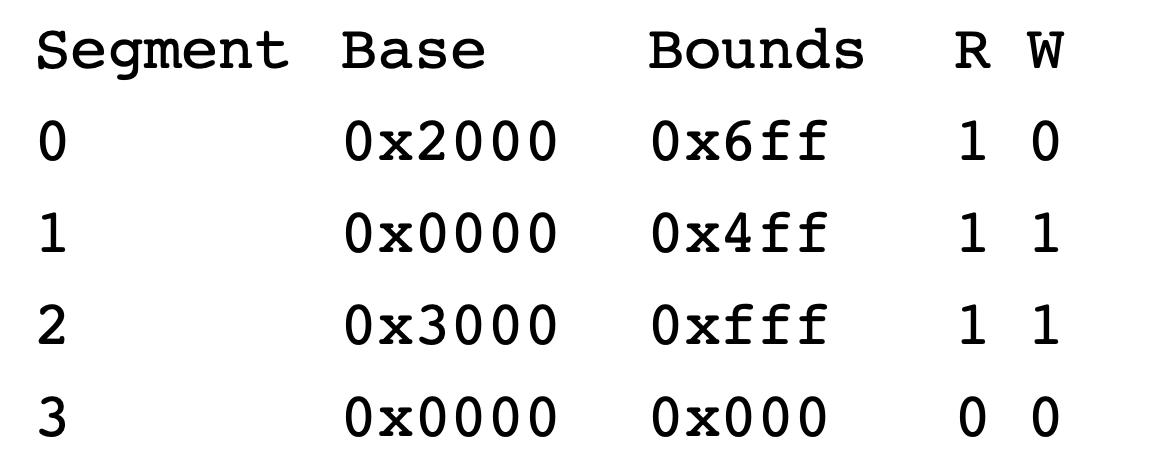 Segment Base Bounds R W
0 0x2000 0x6ff 1 0
1 0x0000 0x4ff 1 1
2 0x3000 0xfff 1 1
3 0x0000 0x000 0 0